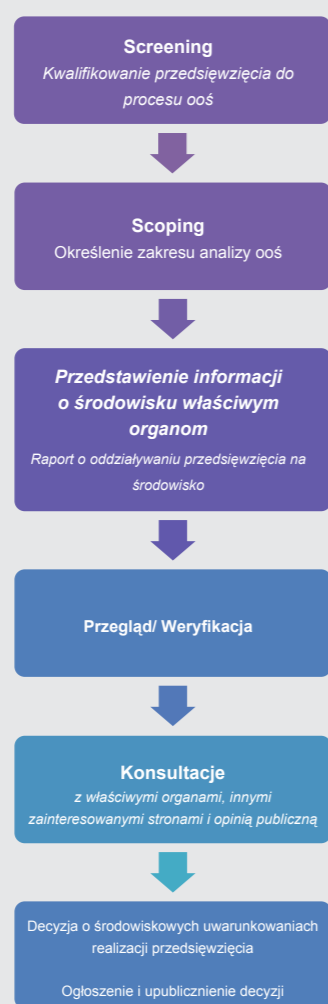 Screening
Kwalifikowanie przedsięwzięcia do
procesu ooś
Scoping
Określenie zakresu analizy ooś
Przedstawienie informacji
o środowisku właściwym
organom
Raport o oddziaływaniu przedsięwzięcia na
środowisko
Przegląd/ Weryfikacja
Konsultacje
z właściwymi organami, innymi
zainteresowanymi stronami i opinią publiczną
Decyzja o środowiskowych uwarunkowaniach
realizacji przedsięwzięcia
Ogłoszenie i upublicznienie decyzji